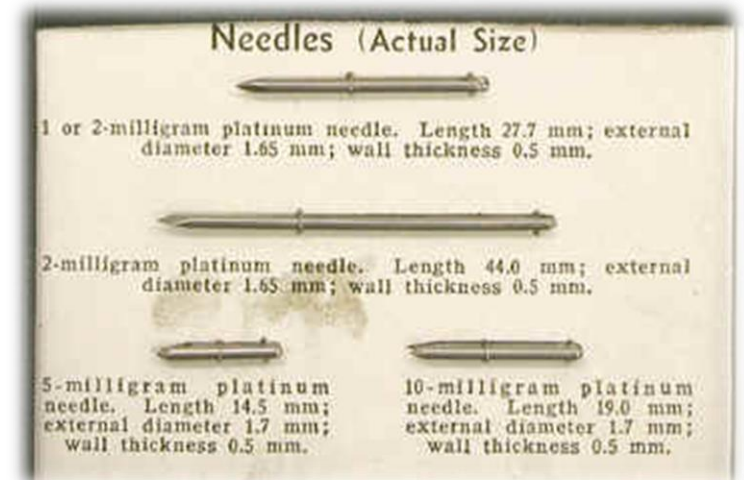 Needles (Actual Size)
1 or 2-milligram platinum needle. Length 27.7 mm; external
diameter 1.65 mm; wall thickness 0.5 mm.
2-milligram platinum needle. Length 44.0 mm; external
diameter 1.65 mm; wall thickness 0.5 mm.
5-milligram platinum
needle. Length 14.5 mm;
external diameter 1.7 mm;
wall thickness 0.5 mm.
10-milligram platinum
needle. Length 19.0 mm;
external diameter 1.7 mm;
wall thickness 0.5 mm.